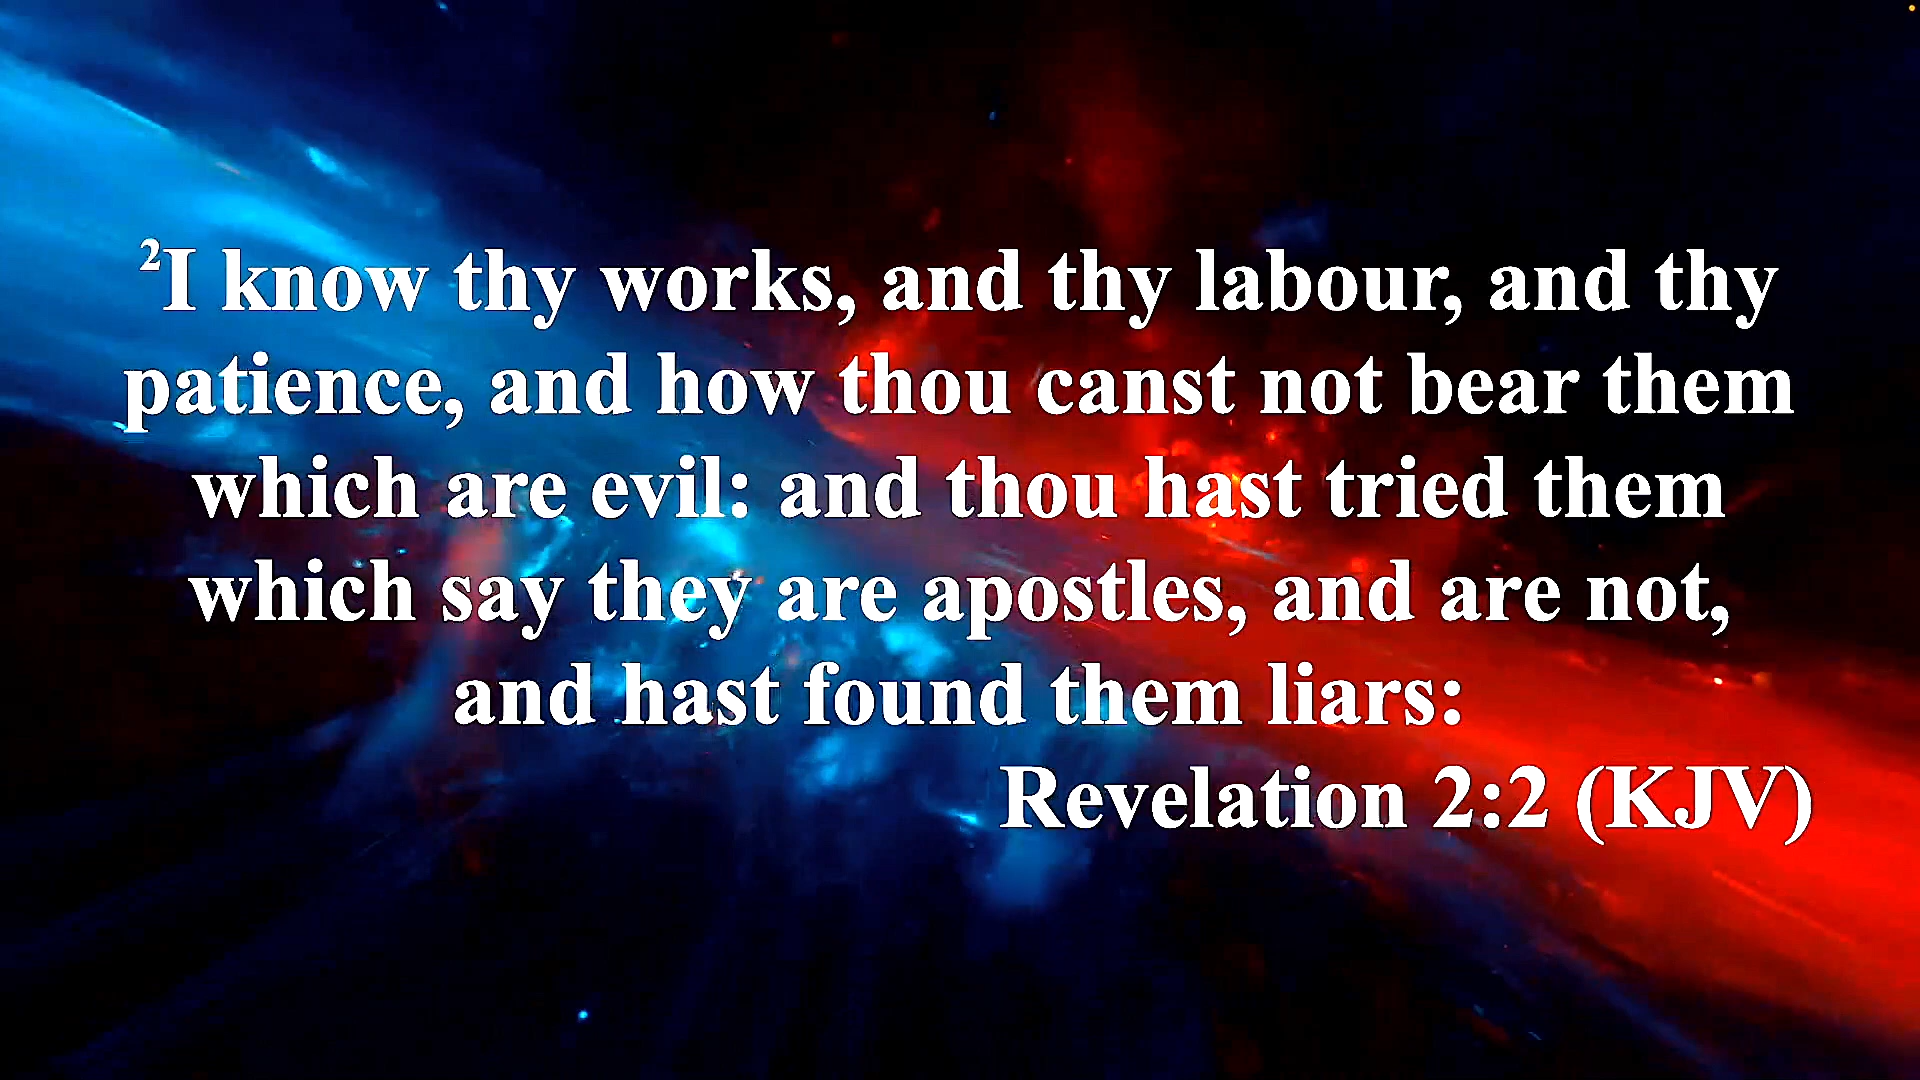 ²I know thy works, and thy labour, and thy
patience, and how thou canst not bear them
which are evil: and thou hast tried them
which say they are apostles, and are not,
and hast found them liars:
Revelation 2:2 (KJV)